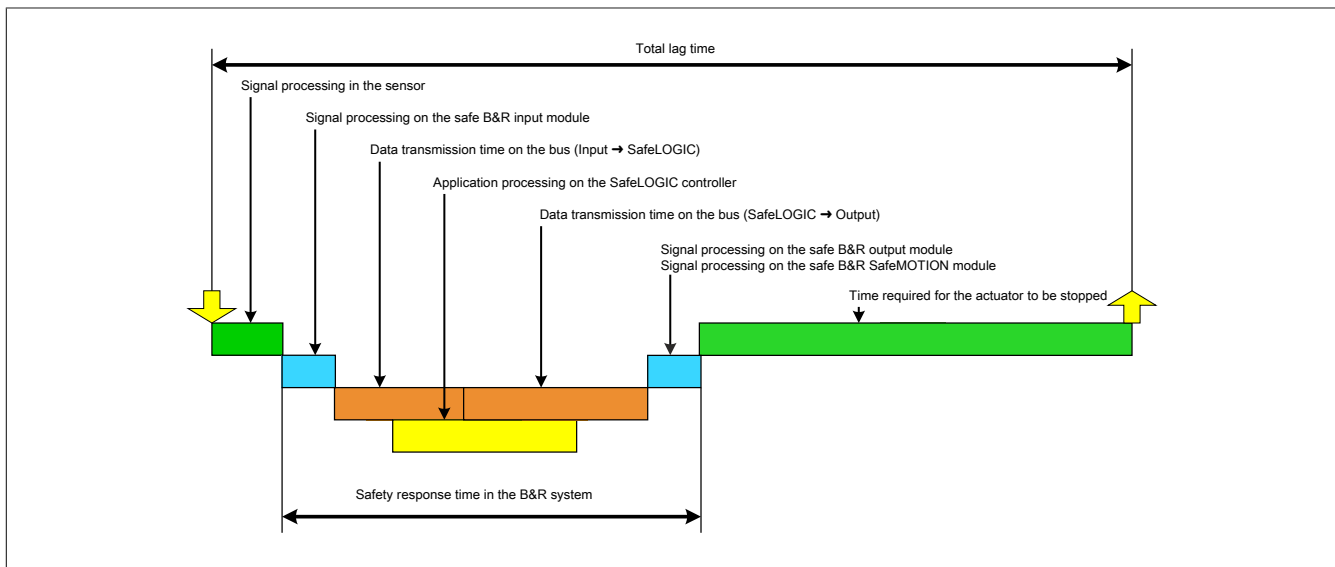 Total lag time
Signal processing in the sensor
Signal processing on the safe B&R input module
Data transmission time on the bus (Input ➞ SafeLOGIC)
Application processing on the SafeLOGIC controller
Data transmission time on the bus (SafeLOGIC ➞ Output)
Signal processing on the safe B&R output module
Signal processing on the safe B&R SafeMOTION module
Time required for the actuator to be stopped
Safety response time in the B&R system